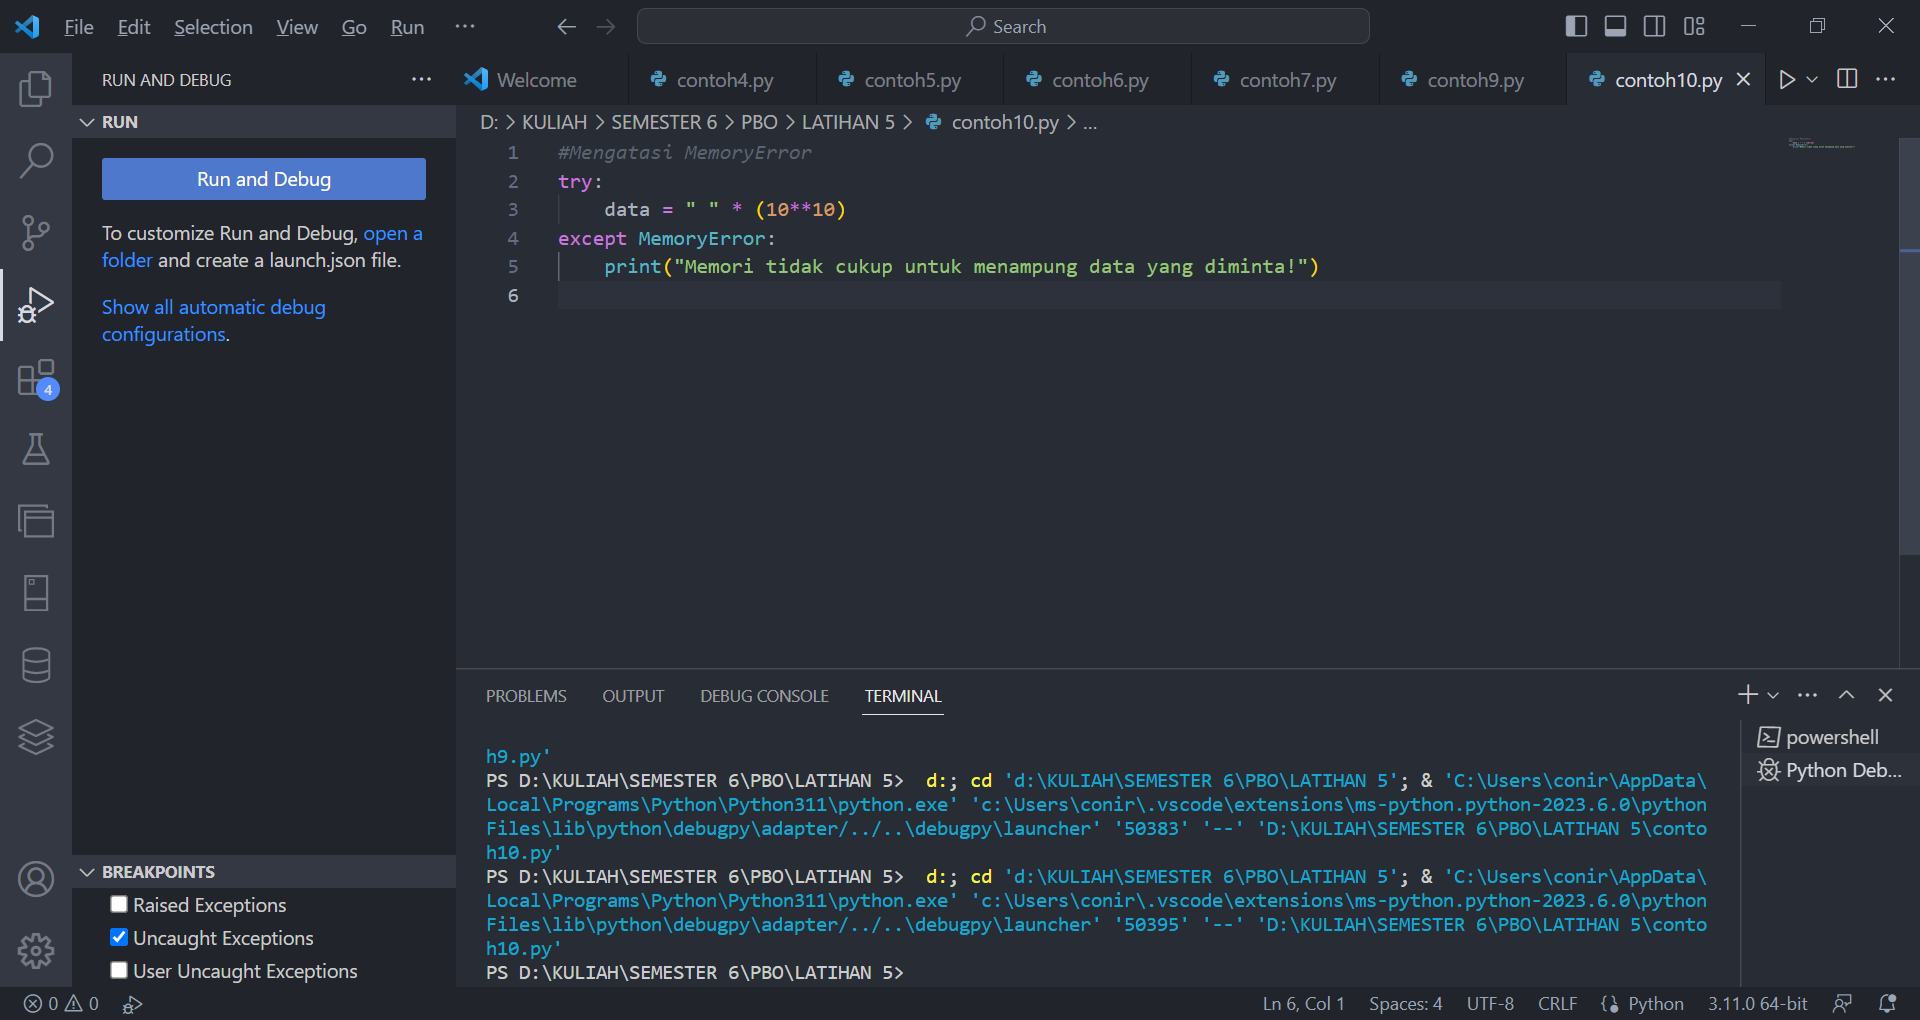 File Edit Selection View Go Run ··· Search
RUN AND DEBUG ···
Welcome contoh4.py contoh5.py contoh6.py contoh7.py contoh9.py contoh10.py
RUN
Run and Debug
To customize Run and Debug, open a
folder and create a launch.json file.
Show all automatic debug
configurations.
4
BREAKPOINTS
Raised Exceptions
Uncaught Exceptions
User Uncaught Exceptions
D: > KULIAH > SEMESTER 6 > PBO > LATIHAN 5 > contoh10.py > ...
1 #Mengatasi MemoryError
2 try:
3     data = " " * (10**10)
4 except MemoryError:
5     print("Memori tidak cukup untuk menampung data yang diminta!")
6
PROBLEMS OUTPUT DEBUG CONSOLE TERMINAL
h9.py'
PS D:\KULIAH\SEMESTER 6\PBO\LATIHAN 5>  d:; cd 'd:\KULIAH\SEMESTER 6\PBO\LATIHAN 5'; & 'C:\Users\conir\AppData\
Local\Programs\Python\Python311\python.exe' 'c:\Users\conir\.vscode\extensions\ms-python.python-2023.6.0\python
Files\lib\python\debugpy\adapter/../..\debugpy\launcher' '50383' '--' 'D:\KULIAH\SEMESTER 6\PBO\LATIHAN 5\conto
h10.py'
PS D:\KULIAH\SEMESTER 6\PBO\LATIHAN 5>  d:; cd 'd:\KULIAH\SEMESTER 6\PBO\LATIHAN 5'; & 'C:\Users\conir\AppData\
Local\Programs\Python\Python311\python.exe' 'c:\Users\conir\.vscode\extensions\ms-python.python-2023.6.0\python
Files\lib\python\debugpy\adapter/../..\debugpy\launcher' '50395' '--' 'D:\KULIAH\SEMESTER 6\PBO\LATIHAN 5\conto
h10.py'
PS D:\KULIAH\SEMESTER 6\PBO\LATIHAN 5>
powershell
Python Deb...
0 0 Ln 6, Col 1 Spaces: 4 UTF-8 CRLF Python 3.11.0 64-bit